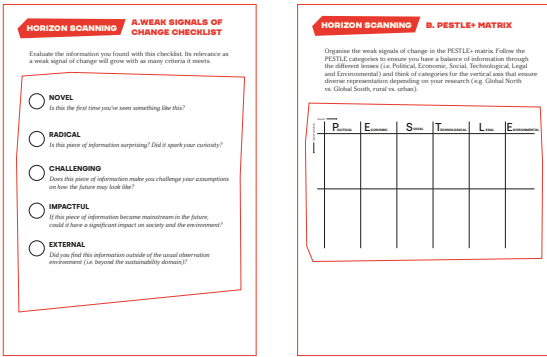 HORIZON SCANNING
A.WEAK SIGNALS OF
CHANGE CHECKLIST
Evaluate the information you found with this checklist. Its relevance as
a weak signal of change will grow with as many criteria it meets.
NOVEL
Is this the first time you've seen something like this?
RADICAL
Is this piece of information surprising? Did it spark your curiosity?
CHALLENGING
Does this piece of information make you challenge your assumptions
on how the future may look like?
IMPACTFUL
If this piece of information became mainstream in the future,
could it have a significant impact on society and the environment?
EXTERNAL
Did you find this information outside of the usual observation
environment (i.e. beyond the sustainability domain)?
HORIZON SCANNING
B. PESTLE+ MATRIX
Organise the weak signals of change in the PESTLE+ matrix. Follow the
PESTLE categories to ensure you have a balance of information through
the different lenses (i.e. Political, Economic, Social, Technological, Legal
and Environmental) and think of categories for the vertical axis that ensure
diverse representation depending on your research (e.g. Global North
vs. Global South, rural vs. urban).
POLITICAL ECONOMIC SOCIAL TECHNOLOGICAL LEGAL ENVIRONMENTAL